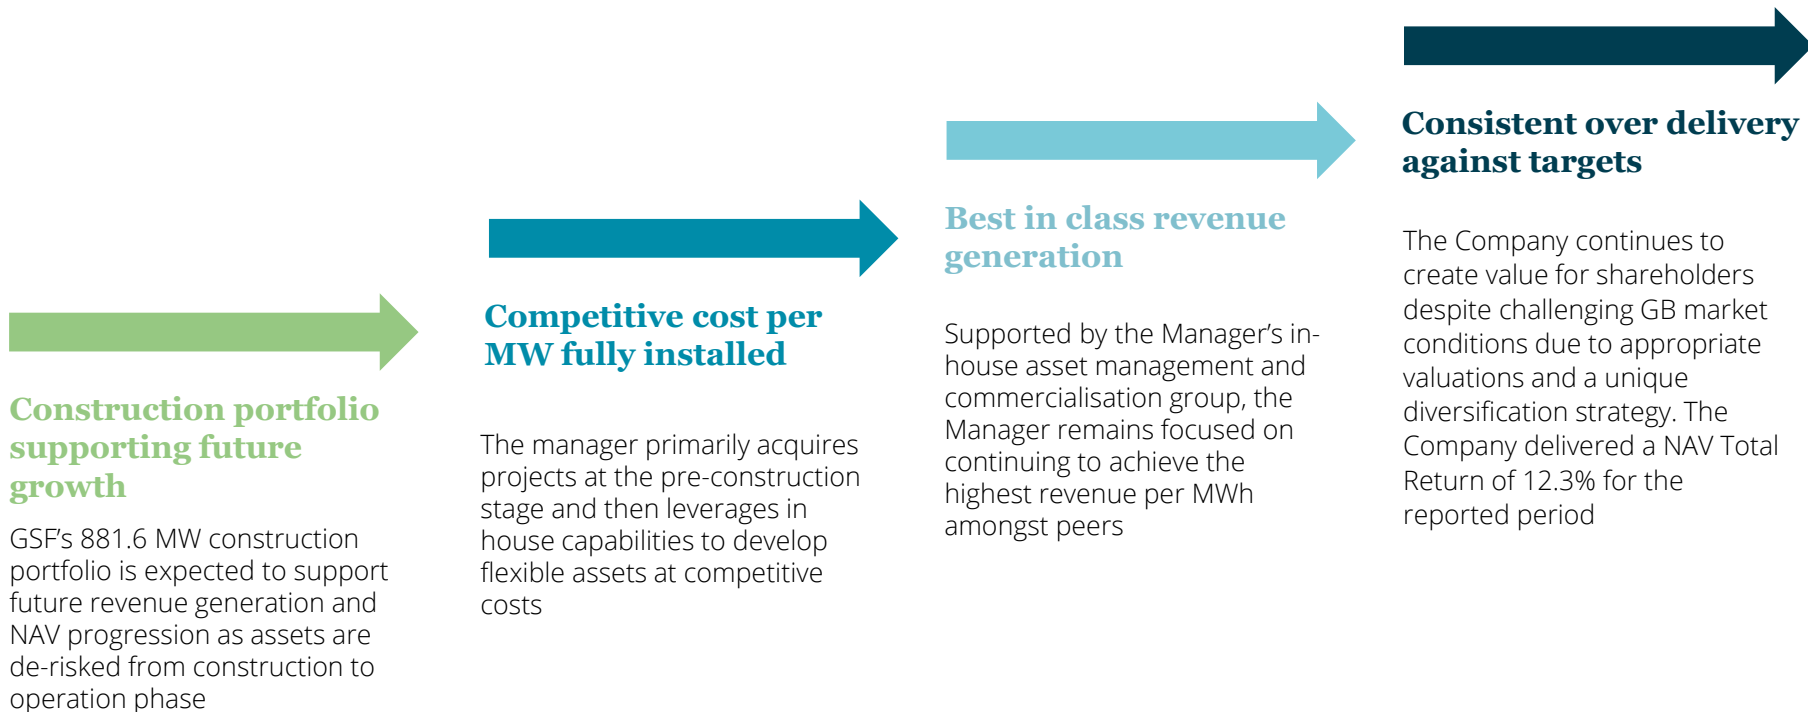 Construction portfolio
supporting future
growth
GSF's 881.6 MW construction
portfolio is expected to support
future revenue generation and
NAV progression as assets are
de-risked from construction to
operation phase
Competitive cost per
MW fully installed
The manager primarily acquires
projects at the pre-construction
stage and then leverages in
house capabilities to develop
flexible assets at competitive
costs
Best in class revenue
generation
Supported by the Manager’s in-
house asset management and
commercialisation group, the
Manager remains focused on
continuing to achieve the
highest revenue per MWh
amongst peers
Consistent over delivery
against targets
The Company continues to
create value for shareholders
despite challenging GB market
conditions due to appropriate
valuations and a unique
diversification strategy. The
Company delivered a NAV Total
Return of 12.3% for the
reported period